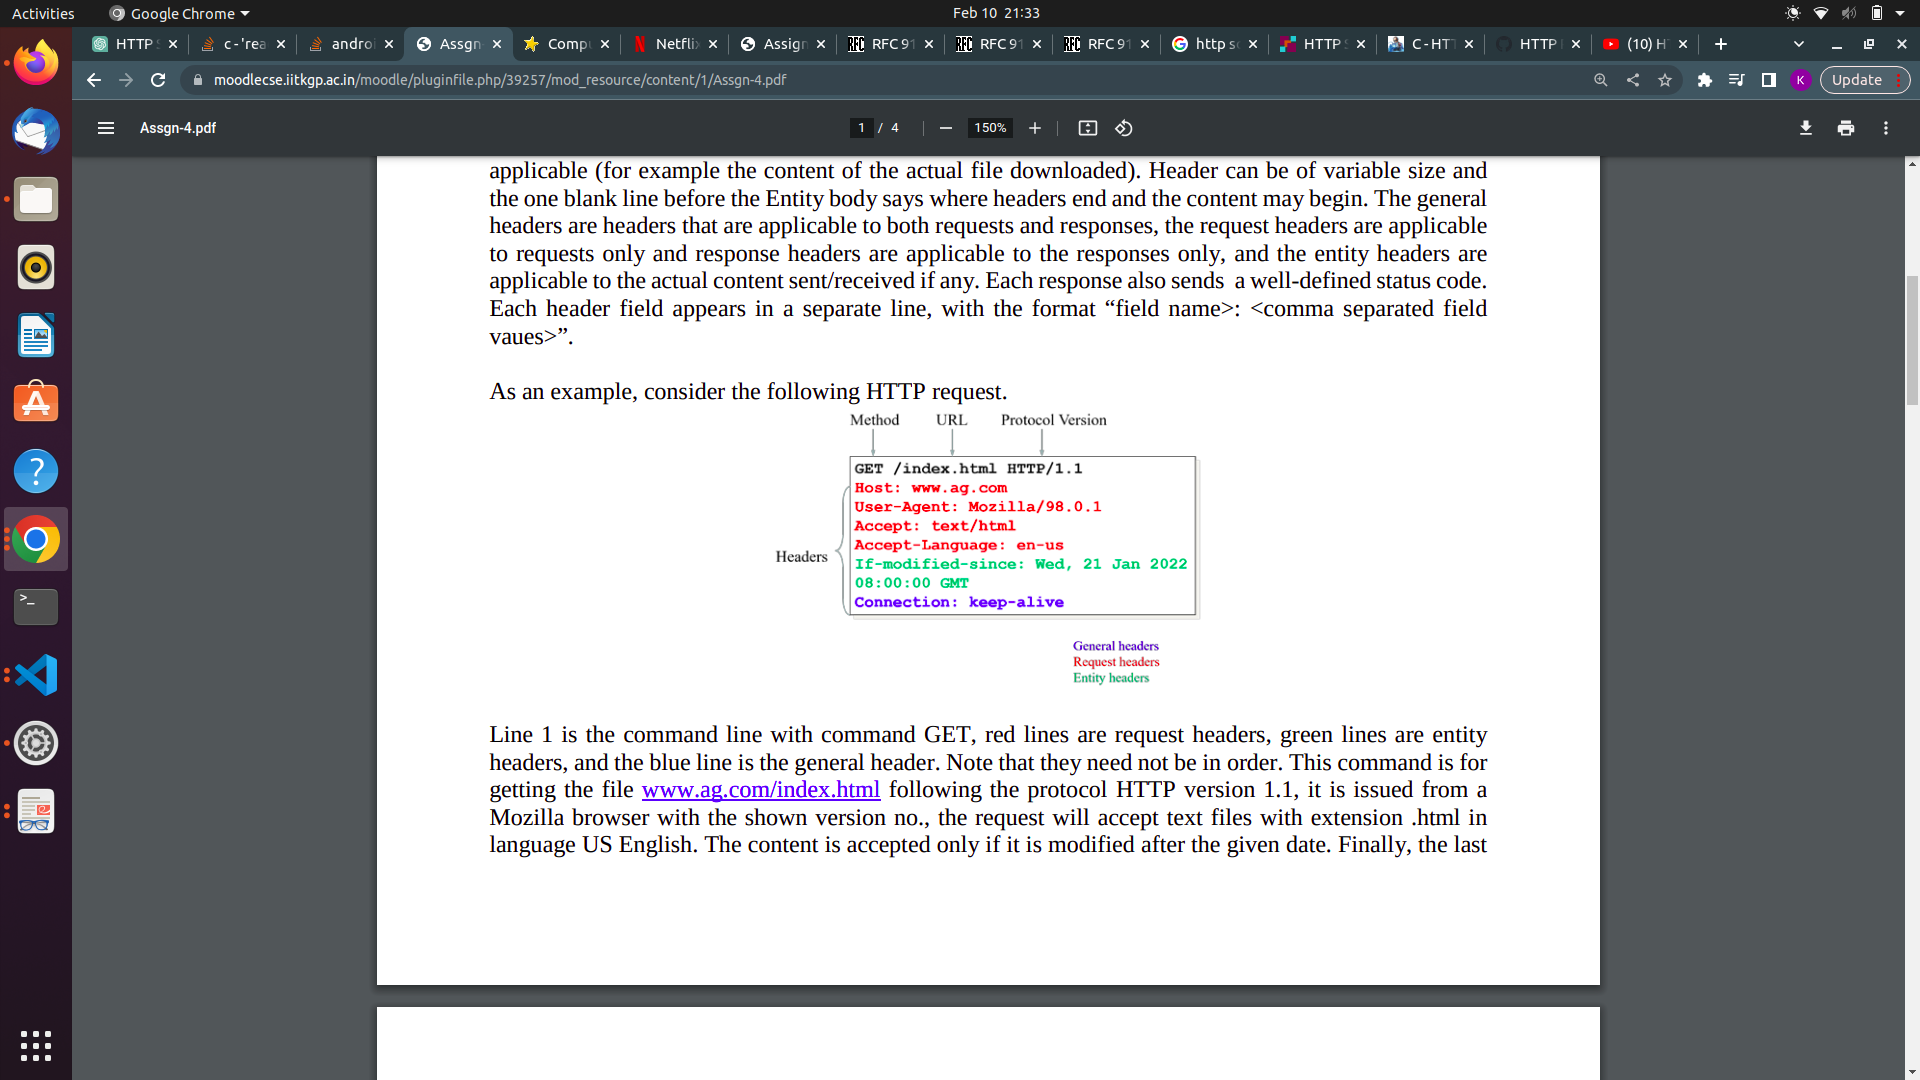 Activities
Google Chrome
Feb 10 21:33
HTTP S
c - 'rea
androi
Assgn
Comp
Netfli
Assign
RFC 91
RFC 91
RFC 91
http s
HTTP S
C - HT
HTTP
(10) H
moodlecse.iitkgp.ac.in/moodle/pluginfile.php/39257/mod_resource/content/1/Assgn-4.pdf
K
Update
Assgn-4.pdf
1 / 4
150%
applicable (for example the content of the actual file downloaded). Header can be of variable size and
the one blank line before the Entity body says where headers end and the content may begin. The general
headers are headers that are applicable to both requests and responses, the request headers are applicable
to requests only and response headers are applicable to the responses only, and the entity headers are
applicable to the actual content sent/received if any. Each response also sends a well-defined status code.
Each header field appears in a separate line, with the format “field name>: <comma separated field
vaues>”.
As an example, consider the following HTTP request.
Method URL Protocol Version
GET /index.html HTTP/1.1
Host: www.ag.com
User-Agent: Mozilla/98.0.1
Accept: text/html
Accept-Language: en-us
If-modified-since: Wed, 21 Jan 2022
08:00:00 GMT
Connection: keep-alive
Headers
General headers
Request headers
Entity headers
Line 1 is the command line with command GET, red lines are request headers, green lines are entity
headers, and the blue line is the general header. Note that they need not be in order. This command is for
getting the file www.ag.com/index.html following the protocol HTTP version 1.1, it is issued from a
Mozilla browser with the shown version no., the request will accept text files with extension .html in
language US English. The content is accepted only if it is modified after the given date. Finally, the last